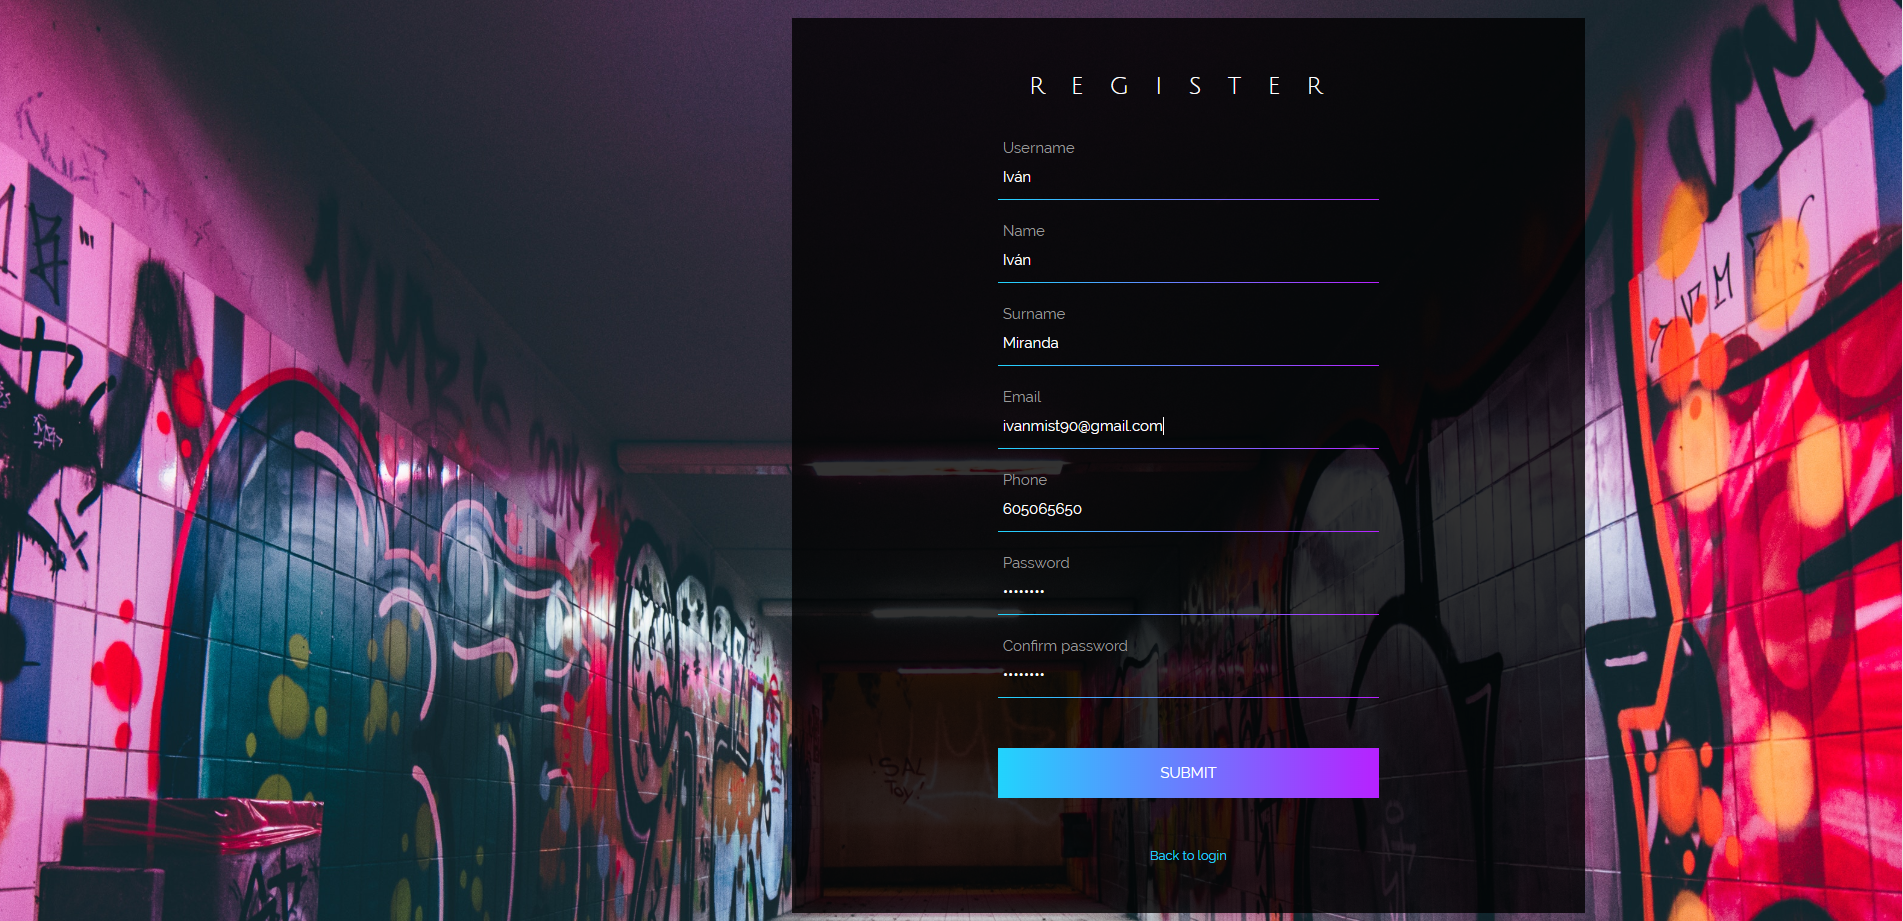 REGISTER
Username
Iván
Name
Iván
Surname
Miranda
Email
ivanmist90@gmail.com
Phone
605065650
Password
••••••••
Confirm password
••••••••
SUBMIT
Back to login